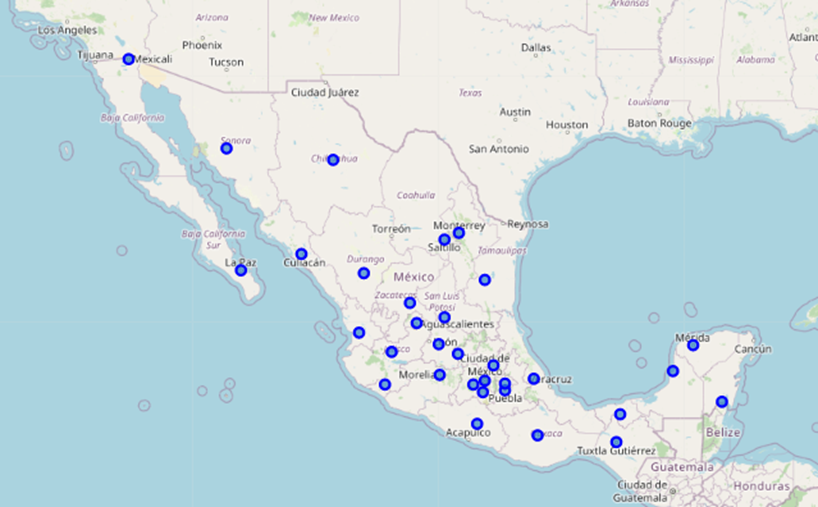 Arkansas
Los Angeles
Arizona
New Mexico
Atlant
Phoenix
Dallas
Tijuana
Mexicali
Tucson
Mississippi
Alabama
Ciudad Juárez
Texas
Louisiana
Baja California
Austin
Houston
Baton Rouge
Sonora
San Antonio
Coahuila
Torreón
Monterrey
Reynosa
Baja California
Sur
Saltillo
La Paz
Culiacán
Durango
Tamaulipas
México
Zacatecas
San Luis
Potosí
Aguascalientes
Mérida
Cancún
Ciudad de
México
Morelia
Puebla
Acapulco
Belize
Tuxtla Gutiérrez
Guatemala
Ciudad de
Guatemala
Honduras